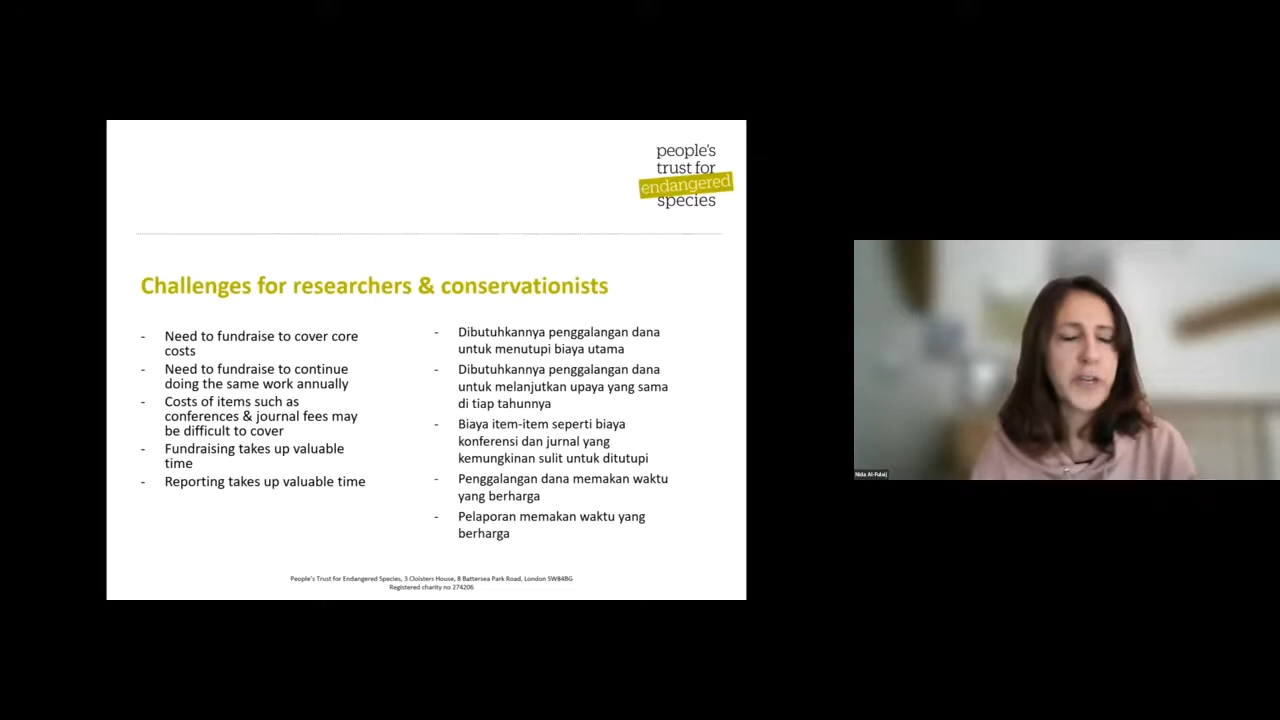 people's
trust for
endangered
species
Challenges for researchers & conservationists
- Need to fundraise to cover core
costs
- Need to fundraise to continue
doing the same work annually
- Costs of items such as
conferences & journal fees may
be difficult to cover
- Fundraising takes up valuable
time
- Reporting takes up valuable time
- Dibutuhkannya penggalangan dana
untuk menutupi biaya utama
- Dibutuhkannya penggalangan dana
untuk melanjutkan upaya yang sama
di tiap tahunnya
- Biaya item-item seperti biaya
konferensi dan jurnal yang
kemungkinan sulit untuk ditutupi
- Penggalangan dana memakan waktu
yang berharga
- Pelaporan memakan waktu yang
berharga
People's Trust for Endangered Species, 3 Cloisters House, 8 Battersea Park Road, London SW84BG
Registered charity no 274206
Nida Al-Fulaij